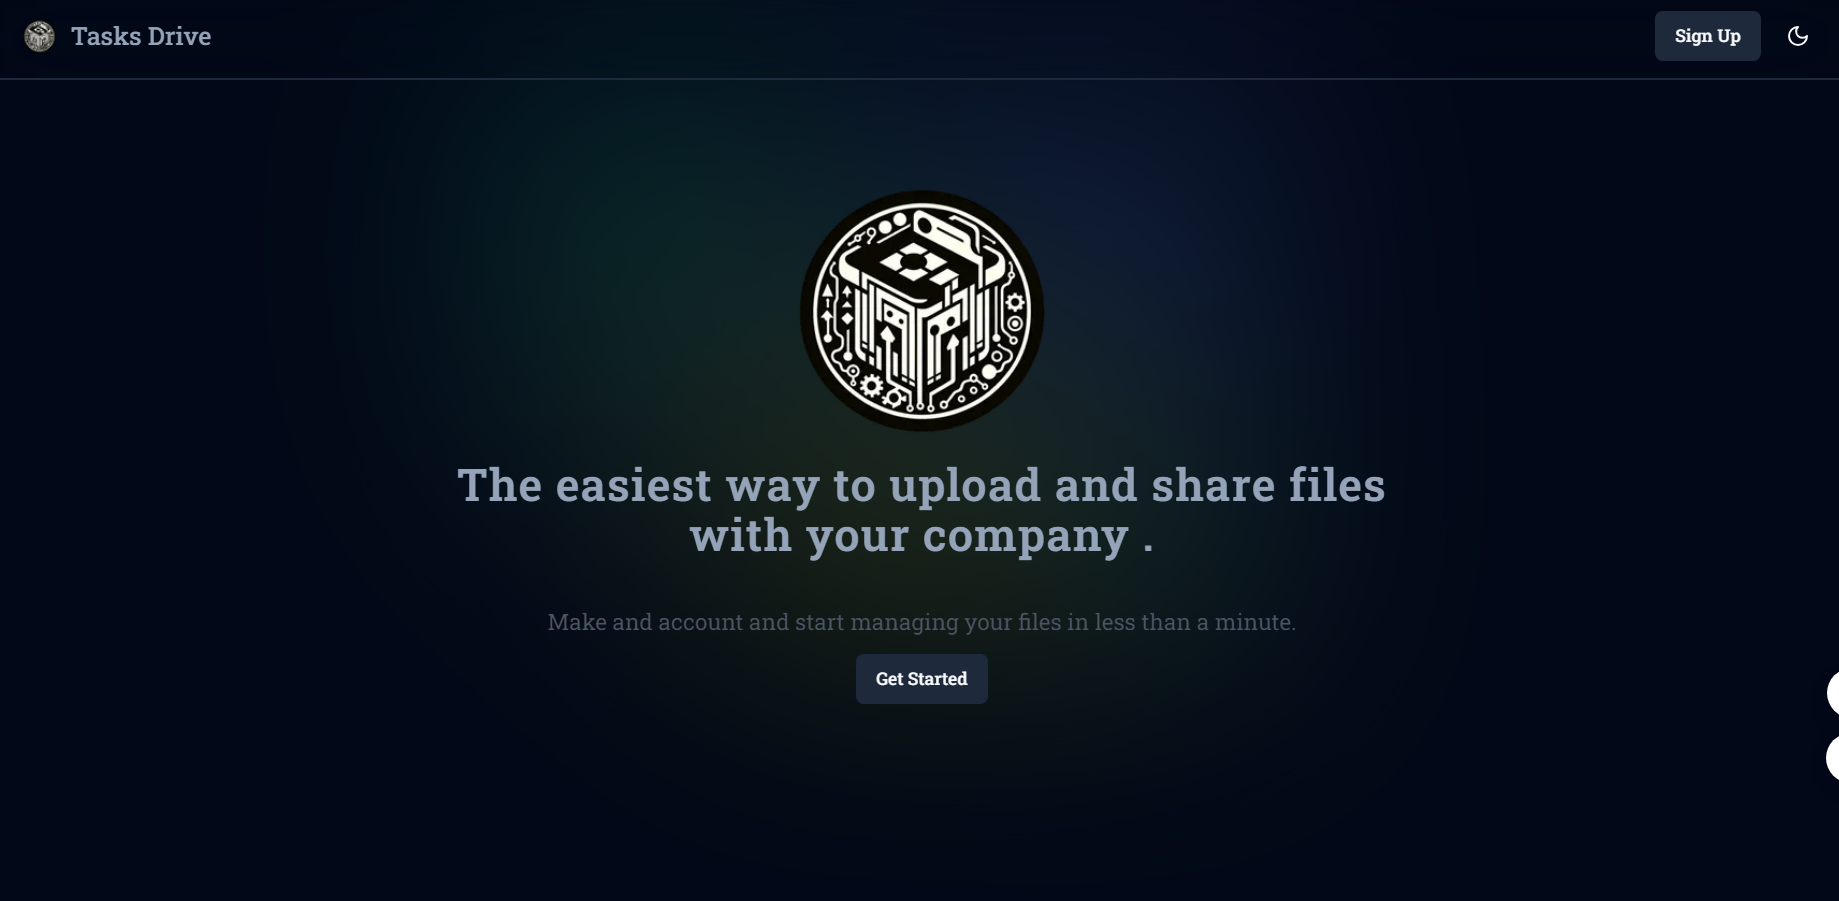 Tasks Drive
Sign Up
The easiest way to upload and share files
with your company .
Make and account and start managing your files in less than a minute.
Get Started